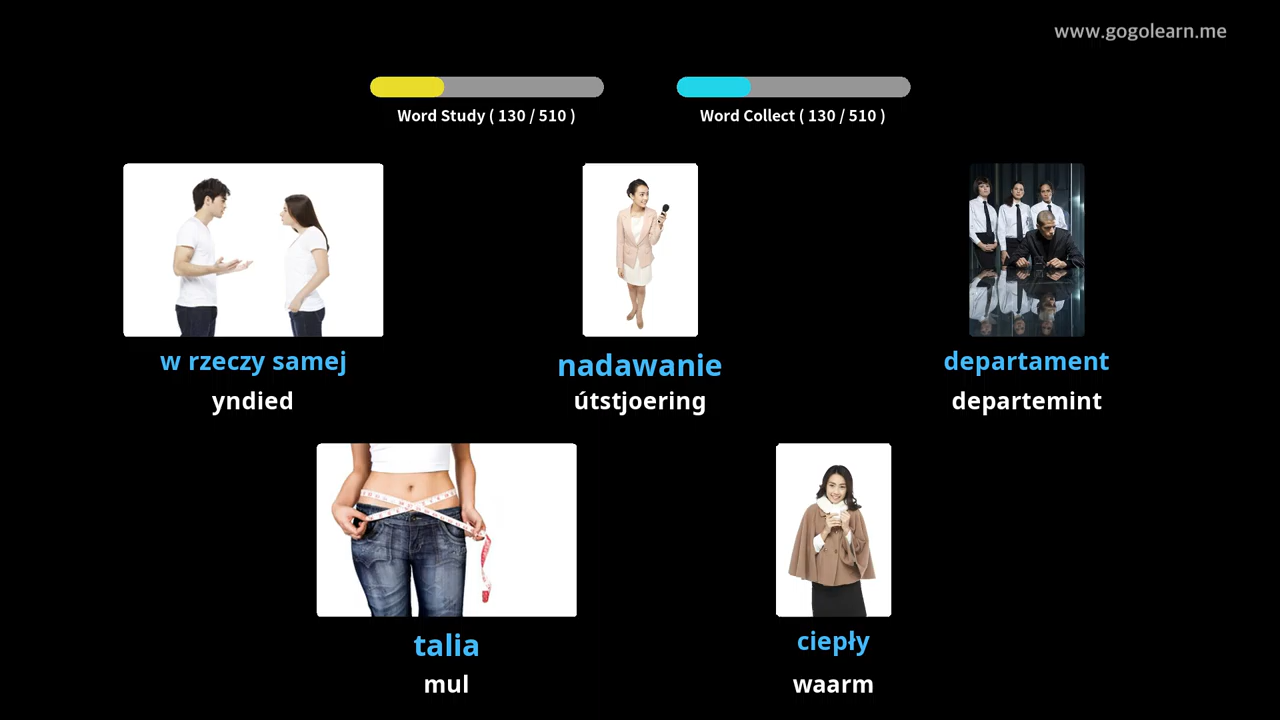 www.gogolearn.me
Word Study ( 130 / 510 )
Word Collect ( 130 / 510 )
w rzeczy samej
yndied
nadawanie
útstjoering
departament
departemint
talia
mul
ciepły
waarm